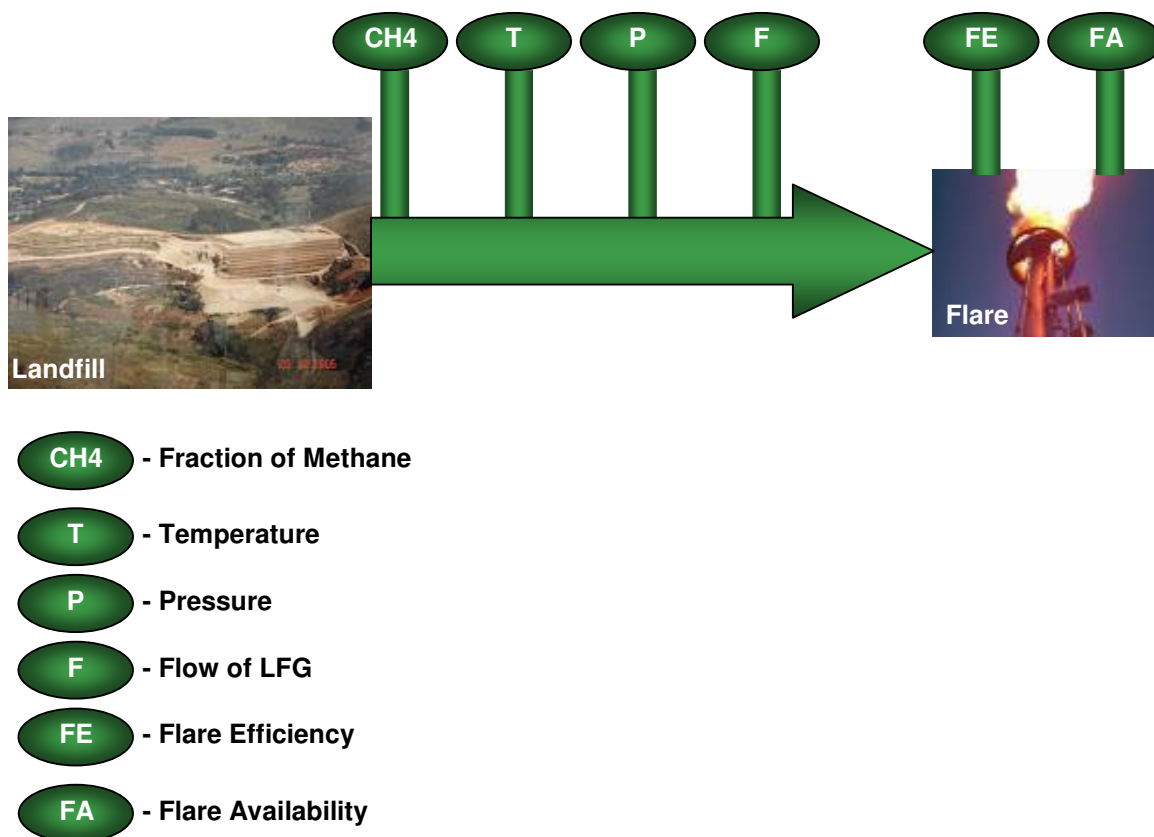 CH4 T P F FE FA
Landfill
Flare
CH4 - Fraction of Methane
T - Temperature
P - Pressure
F - Flow of LFG
FE - Flare Efficiency
FA - Flare Availability